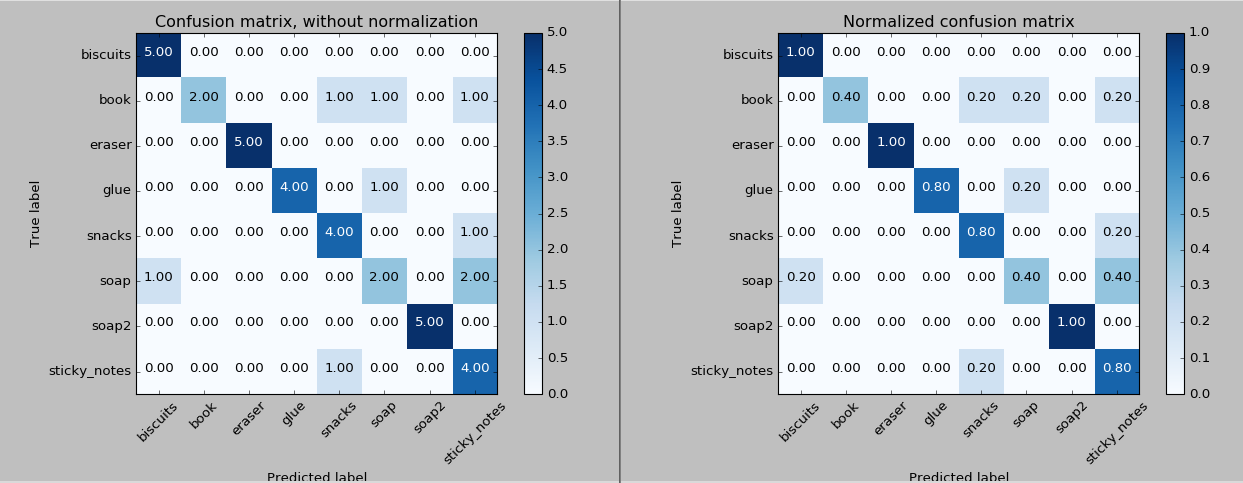 Confusion matrix, without normalization
biscuits 5.00 0.00 0.00 0.00 0.00 0.00 0.00 0.00
book 0.00 2.00 0.00 0.00 1.00 1.00 0.00 1.00
eraser 0.00 0.00 5.00 0.00 0.00 0.00 0.00 0.00
glue 0.00 0.00 0.00 4.00 0.00 1.00 0.00 0.00
snacks 0.00 0.00 0.00 0.00 4.00 0.00 0.00 1.00
soap 1.00 0.00 0.00 0.00 0.00 2.00 0.00 2.00
soap2 0.00 0.00 0.00 0.00 0.00 0.00 5.00 0.00
sticky_notes 0.00 0.00 0.00 0.00 1.00 0.00 0.00 4.00
biscuits book eraser glue snacks soap soap2 sticky_notes
True label
Predicted label
5.0
4.5
4.0
3.5
3.0
2.5
2.0
1.5
1.0
0.5
0.0
Normalized confusion matrix
biscuits 1.00 0.00 0.00 0.00 0.00 0.00 0.00 0.00
book 0.00 0.40 0.00 0.00 0.20 0.20 0.00 0.20
eraser 0.00 0.00 1.00 0.00 0.00 0.00 0.00 0.00
glue 0.00 0.00 0.00 0.80 0.00 0.20 0.00 0.00
snacks 0.00 0.00 0.00 0.00 0.80 0.00 0.00 0.20
soap 0.20 0.00 0.00 0.00 0.00 0.40 0.00 0.40
soap2 0.00 0.00 0.00 0.00 0.00 0.00 1.00 0.00
sticky_notes 0.00 0.00 0.00 0.00 0.20 0.00 0.00 0.80
biscuits book eraser glue snacks soap soap2 sticky_notes
True label
Predicted label
1.0
0.9
0.8
0.7
0.6
0.5
0.4
0.3
0.2
0.1
0.0